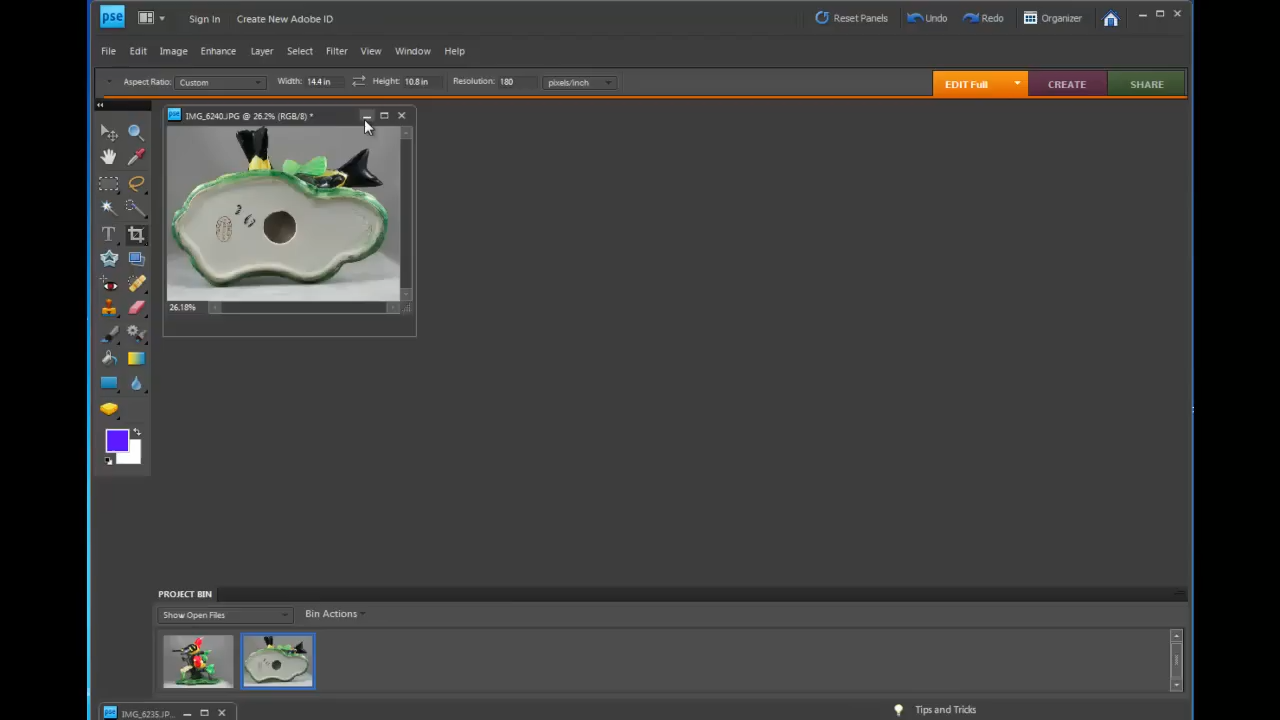 pse Sign In Create New Adobe ID Reset Panels Undo Redo Organizer
File Edit Image Enhance Layer Select Filter View Window Help
Aspect Ratio: Custom Width: 14.4 in Height: 10.8 in Resolution: 180 pixels/inch EDIT Full CREATE SHARE
pse IMG_6240.JPG @ 26.2% (RGB/8) *
26.18%
T
PROJECT BIN
Show Open Files Bin Actions
pse IMG_6235.JP... Tips and Tricks